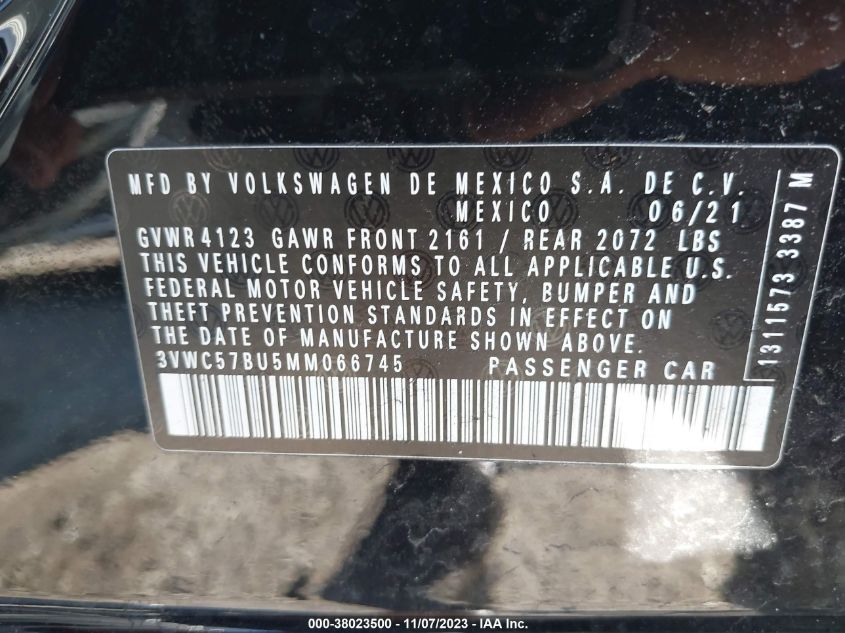 MFD BY VOLKSWAGEN DE MEXICO S.A. DE C.V.
MEXICO 06/21
GVWR 4123 GAWR FRONT 2161 / REAR 2072 LBS
THIS VEHICLE CONFORMS TO ALL APPLICABLE U.S.
FEDERAL MOTOR VEHICLE SAFETY, BUMPER AND
THEFT PREVENTION STANDARDS IN EFFECT ON
THE DATE OF MANUFACTURE SHOWN ABOVE.
3VWC57BU5MM066745 PASSENGER CAR
1311573 3387 M
000-38023500 - 11/07/2023 - IAA Inc.